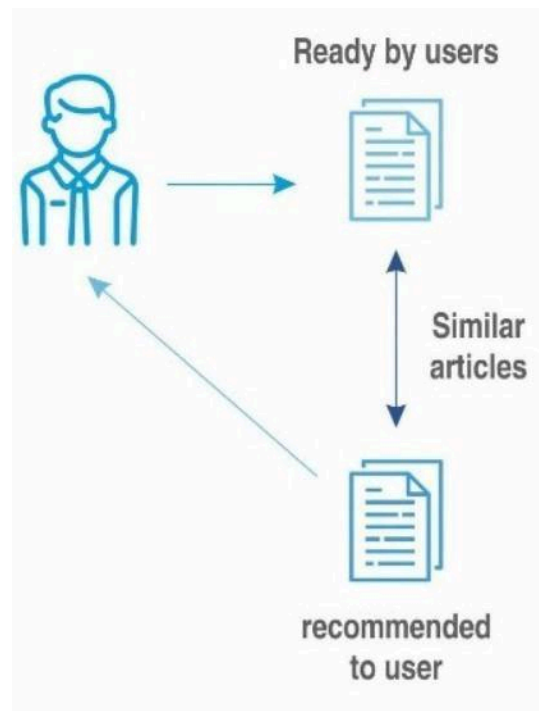 Ready by users
Similar
articles
recommended
to user